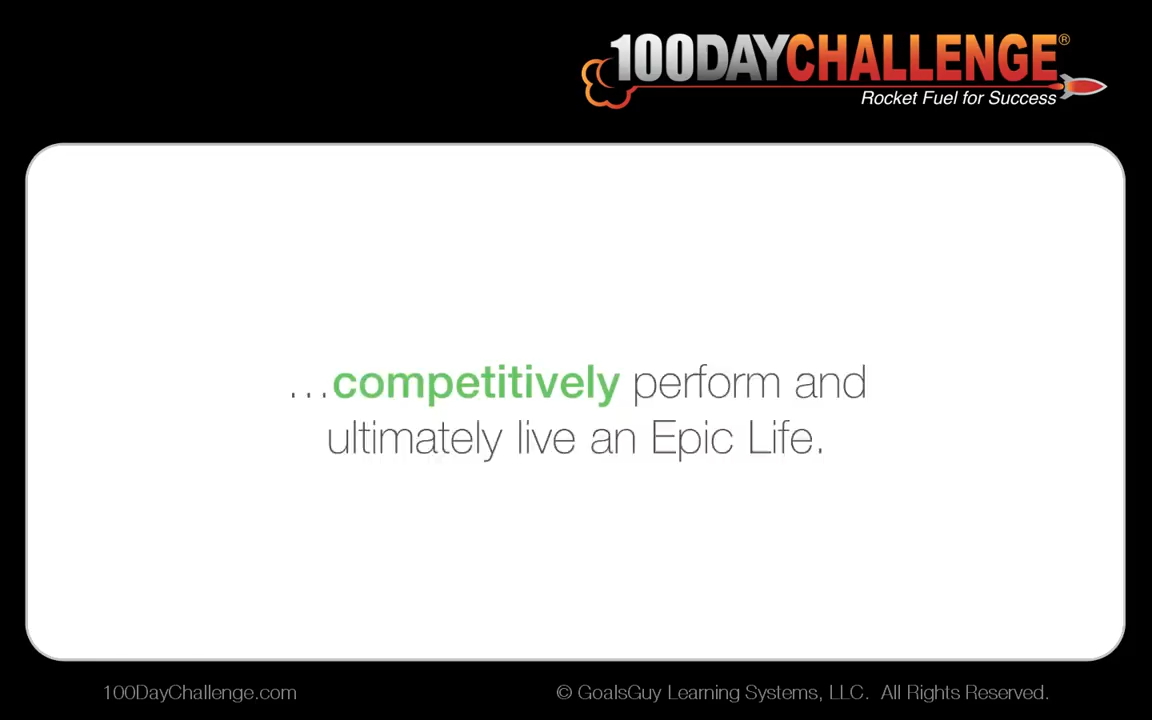 100DAYCHALLENGE®
Rocket Fuel for Success
...competitively perform and
ultimately live an Epic Life.
100DayChallenge.com
© GoalsGuy Learning Systems, LLC.  All Rights Reserved.